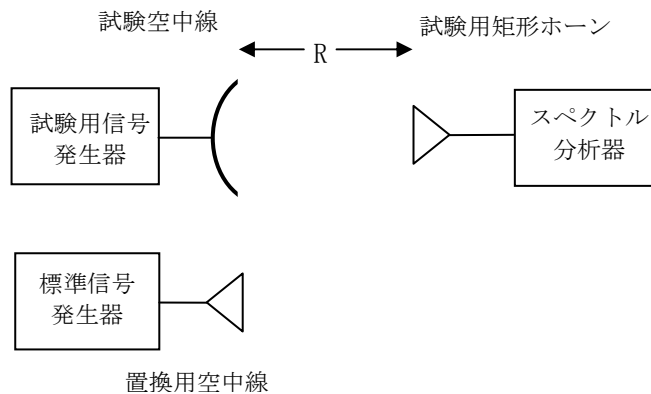 試験空中線
試験用矩形ホーン
R
試験用信号
発生器
スペクトル
分析器
標準信号
発生器
置換用空中線